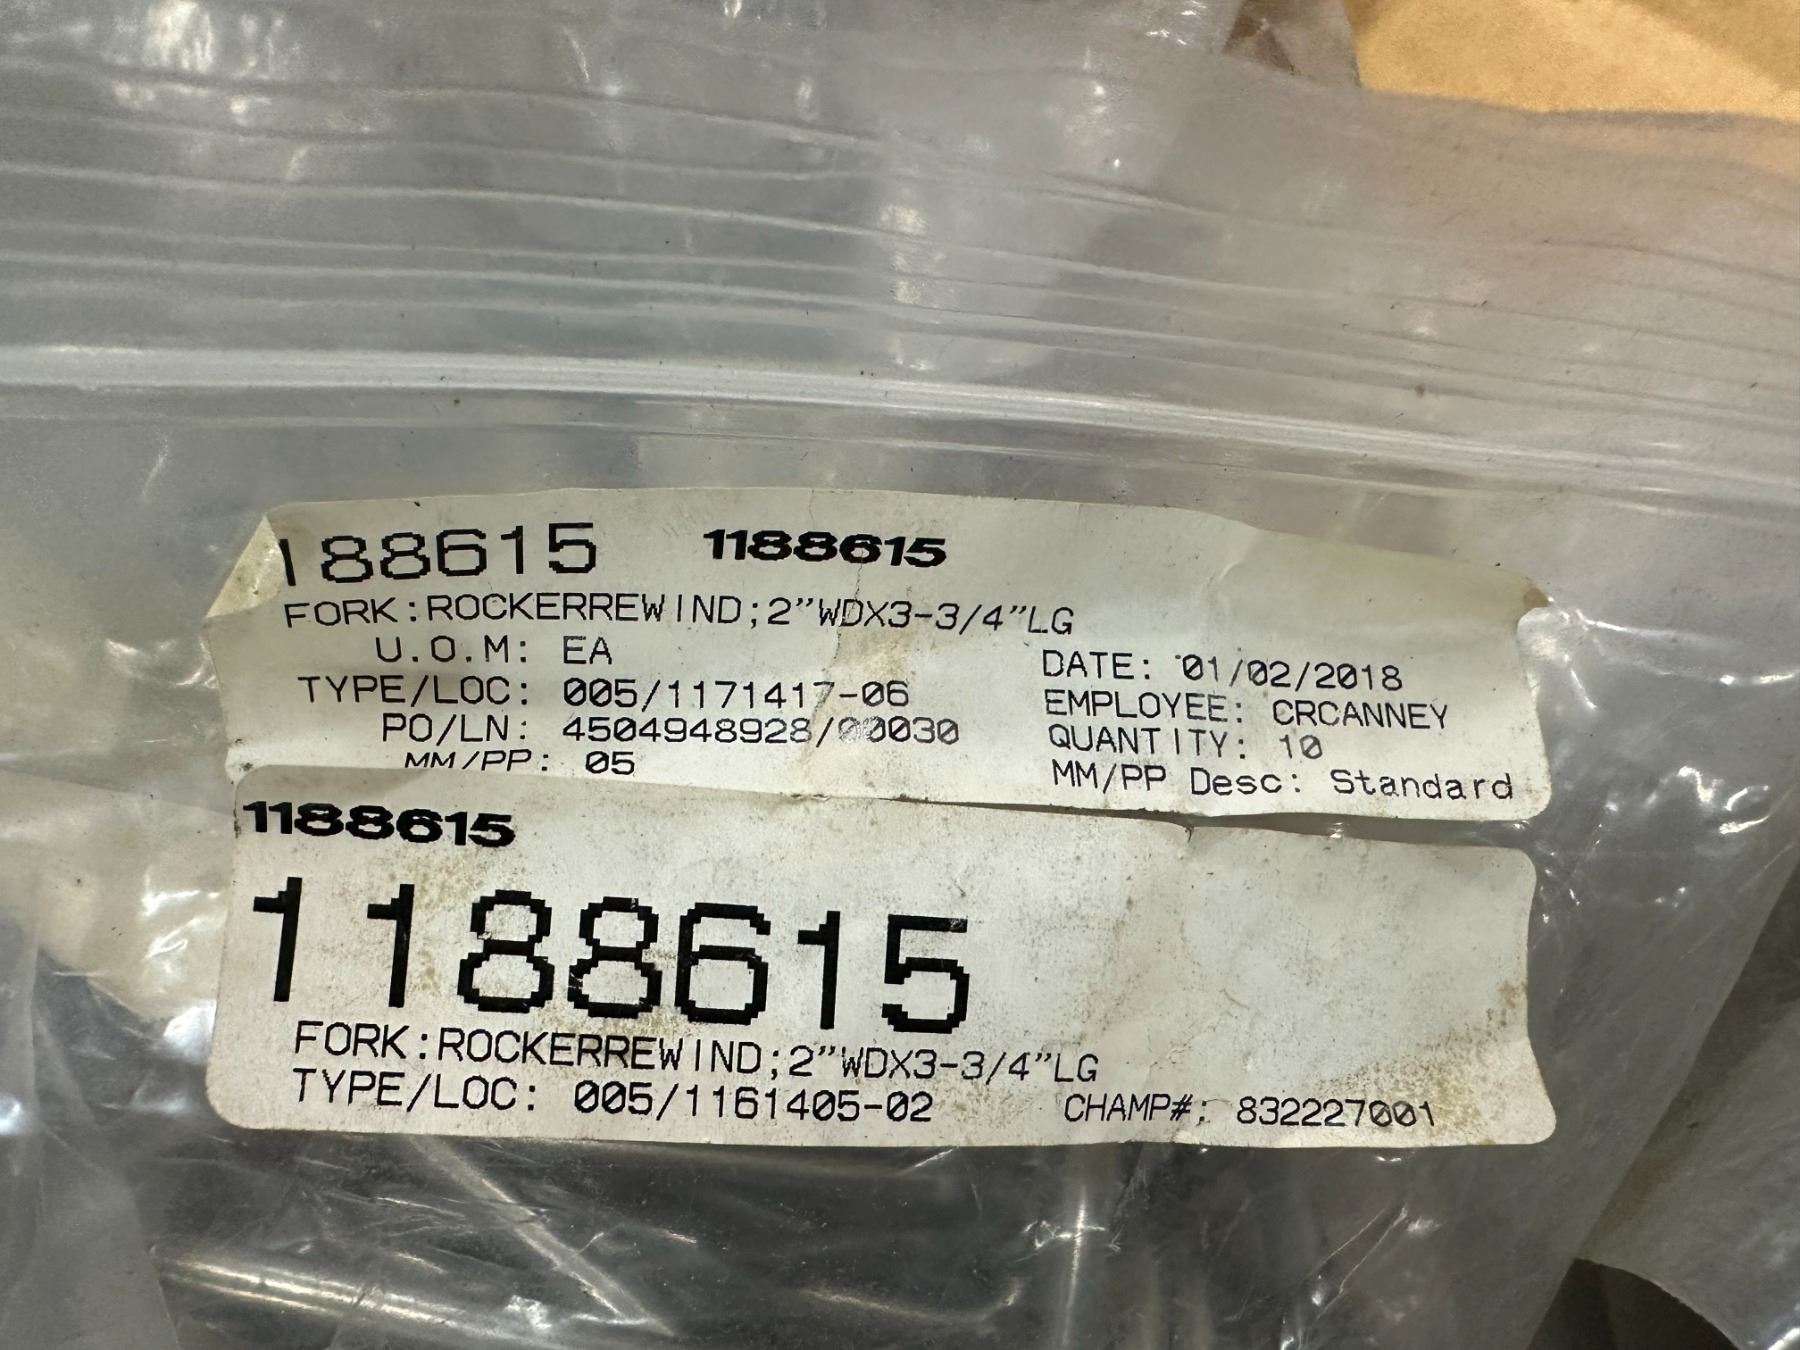 188615 1188615
FORK:ROCKERREWIND;2”WDX3-3/4”LG
U.O.M: EA
DATE: 01/02/2018
TYPE/LOC: 005/1171417-06
EMPLOYEE: CRCANNEY
PO/LN: 4504948928/00030
QUANTITY: 10
MM/PP: 05
MM/PP Desc: Standard
1188615
1188615
FORK:ROCKERREWIND;2”WDX3-3/4”LG
TYPE/LOC: 005/1161405-02
CHAMP#: 832227001